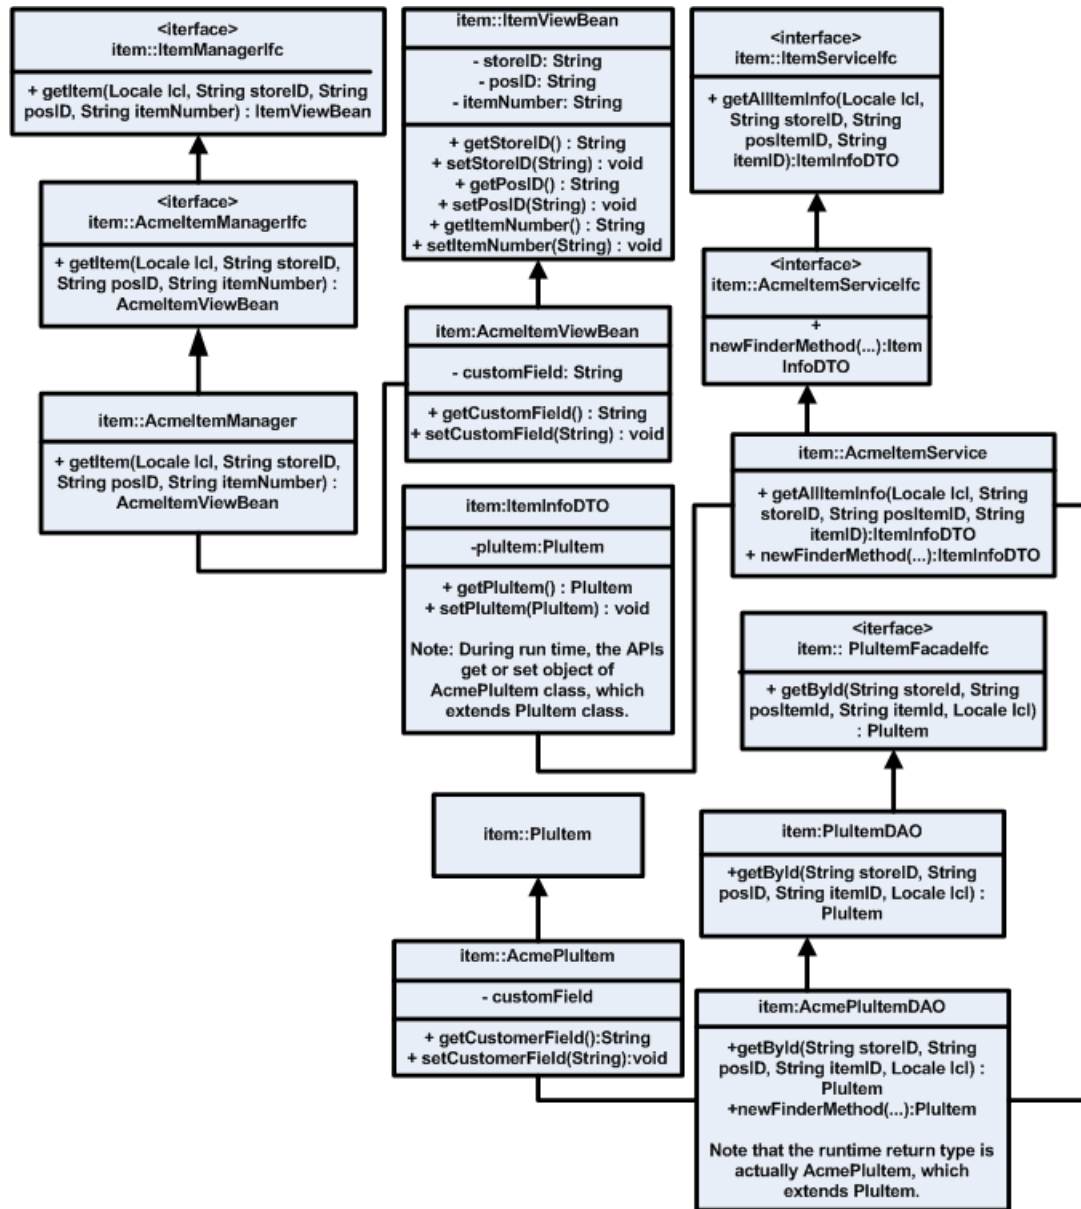 <iterface>
item::ItemManagerIfc
+ getItem(Locale lcl, String storeID, String
posID, String itemNumber) : ItemViewBean
<interface>
item::AcmeItemManagerIfc
+ getItem(Locale lcl, String storeID,
String posID, String itemNumber) :
AcmeItemViewBean
item::AcmeItemManager
+ getItem(Locale lcl, String storeID,
String posID, String itemNumber) :
AcmeItemViewBean
item::ItemViewBean
- storeID: String
- posID: String
- itemNumber: String
+ getStoreID() : String
+ setStoreID(String) : void
+ getPosID() : String
+ setPosID(String) : void
+ getItemNumber() : String
+ setItemNumber(String) : void
item:AcmeItemViewBean
- customField: String
+ getCustomField() : String
+ setCustomField(String) : void
item:ItemInfoDTO
-pluItem:PluItem
+ getPluItem() : PluItem
+ setPluItem(PluItem) : void
Note: During run time, the APIs
get or set object of
AcmePluItem class, which
extends PluItem class.
item::PluItem
item::AcmePluItem
- customField
+ getCustomerField():String
+ setCustomerField(String):void
<interface>
item::ItemServiceIfc
+ getAllItemInfo(Locale lcl,
String storeID, String
posItemID, String
itemID):ItemInfoDTO
<interface>
item::AcmeItemServiceIfc
+
newFinderMethod(...):Item
InfoDTO
item::AcmeItemService
+ getAllItemInfo(Locale lcl, String
storeID, String posItemID, String
itemID):ItemInfoDTO
+ newFinderMethod(...):ItemInfoDTO
<iterface>
item:: PluItemFacadeIfc
+ getById(String storeId, String
posItemId, String itemId, Locale lcl)
: PluItem
item:PluItemDAO
+getById(String storeID, String
posID, String itemID, Locale lcl) :
PluItem
item:AcmePluItemDAO
+getById(String storeID, String
posID, String itemID, Locale lcl) :
PluItem
+newFinderMethod(...):PluItem
Note that the runtime return type is
actually AcmePluItem, which
extends PluItem.